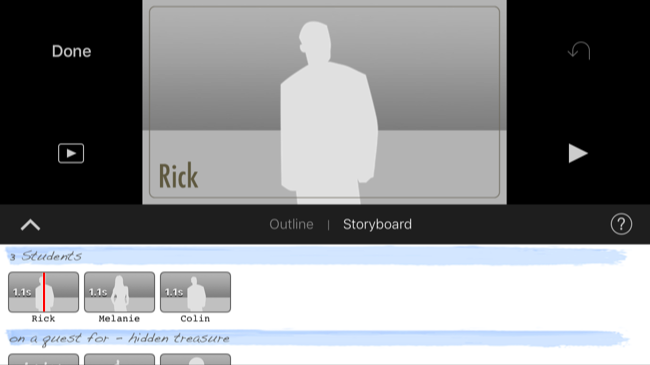 Done
Rick
Outline | Storyboard ?
3 Students
1.1s 1.1s 1.1s
Rick Melanie Colin
on a quest for - hidden treasure